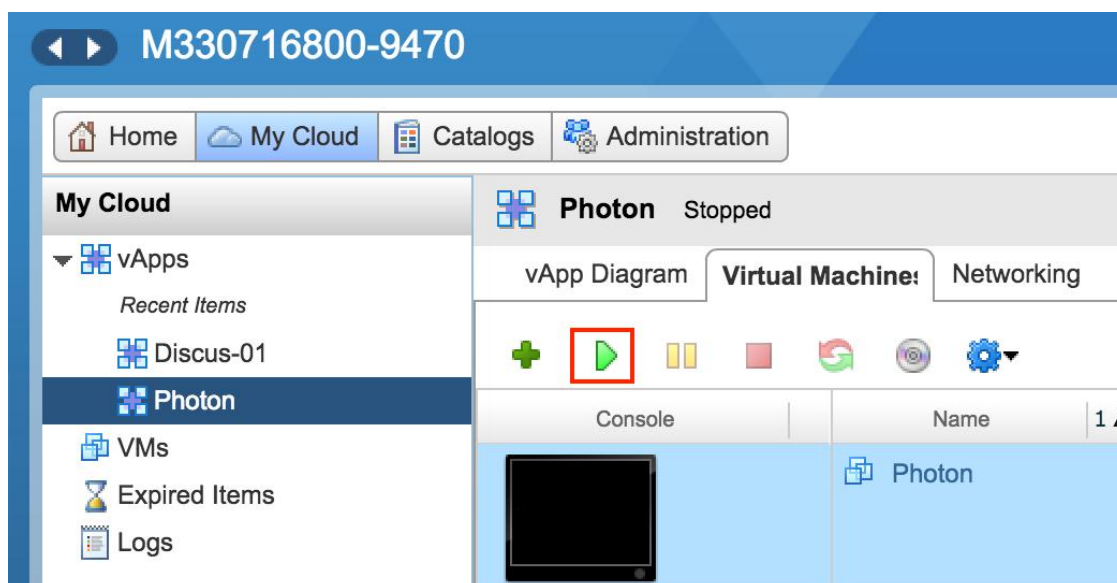 M330716800-9470
Home My Cloud Catalogs Administration
My Cloud
vApps
Recent Items
Discus-01
Photon
VMs
Expired Items
Logs
Photon Stopped
vApp Diagram Virtual Machines Networking
Console Name 1
Photon